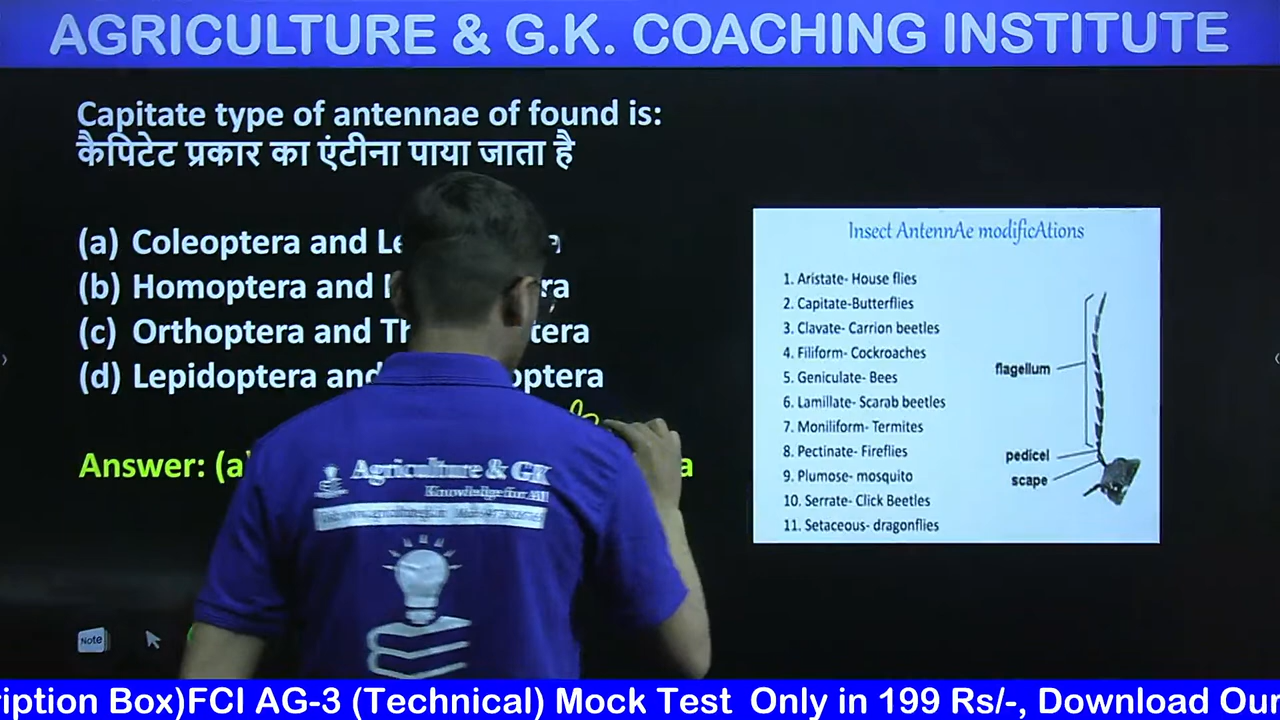 AGRICULTURE & G.K. COACHING INSTITUTE
Capitate type of antennae of found is:
कैपिटेट प्रकार का एंटीना पाया जाता है
(a) Coleoptera and
(b) Homoptera and
(c) Orthoptera and
(d) Lepidoptera and
Answer: (a)
Insect AntennAe modificAtions
1. Aristate- House flies
2. Capitate-Butterflies
3. Clavate- Carrion beetles
4. Filiform- Cockroaches
5. Geniculate- Bees
6. Lamillate- Scarab beetles
7. Moniliform- Termites
8. Pectinate- Fireflies
9. Plumose- mosquito
10. Serrate- Click Beetles
11. Setaceous- dragonflies
flagellum
pedicel
scape
Agriculture & GK
Knowledge for All
Note
Box)FCI AG-3 (Technical) Mock Test Only in 199 Rs/-, Download Our